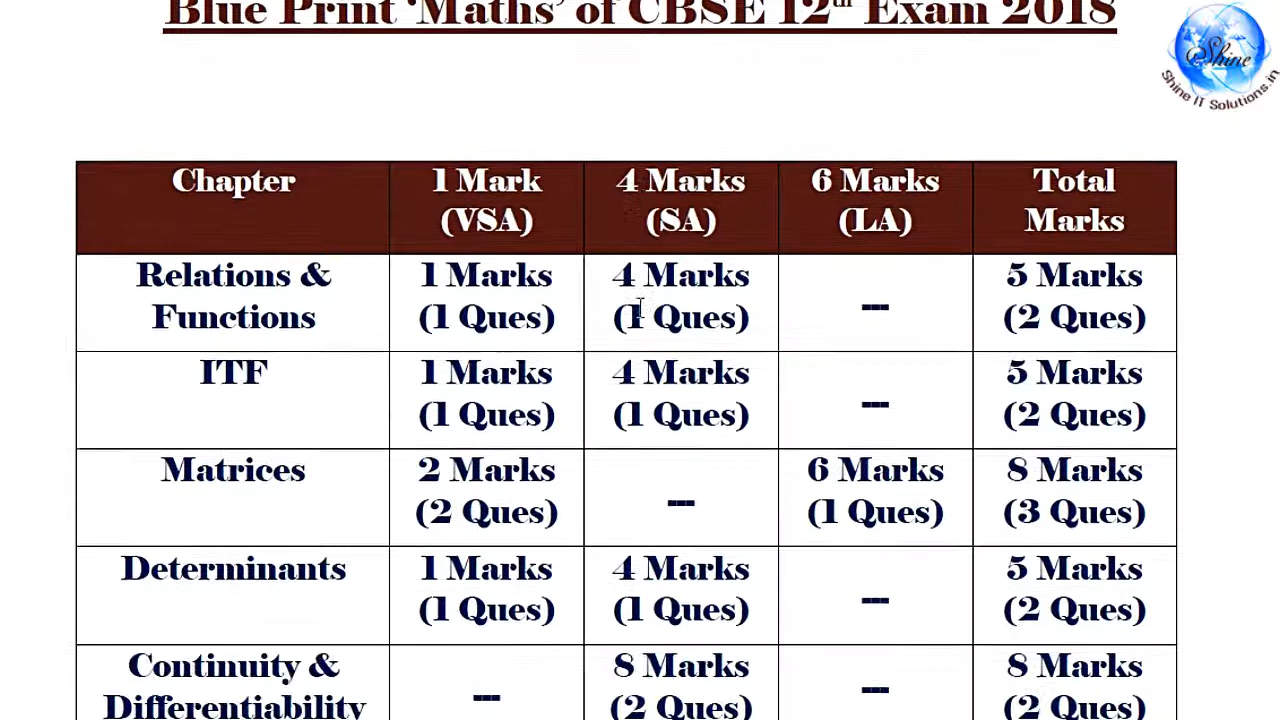 Blue Print ‘Maths’ of CBSE 12th Exam 2018
Shine
Shine IT Solutions.in
Chapter
1 Mark
(VSA)
4 Marks
(SA)
6 Marks
(LA)
Total
Marks
Relations &
Functions
1 Marks
(1 Ques)
4 Marks
(1 Ques)
---
5 Marks
(2 Ques)
ITF
1 Marks
(1 Ques)
4 Marks
(1 Ques)
---
5 Marks
(2 Ques)
Matrices
2 Marks
(2 Ques)
---
6 Marks
(1 Ques)
8 Marks
(3 Ques)
Determinants
1 Marks
(1 Ques)
4 Marks
(1 Ques)
---
5 Marks
(2 Ques)
Continuity &
Differentiability
---
8 Marks
(2 Ques)
---
8 Marks
(2 Ques)